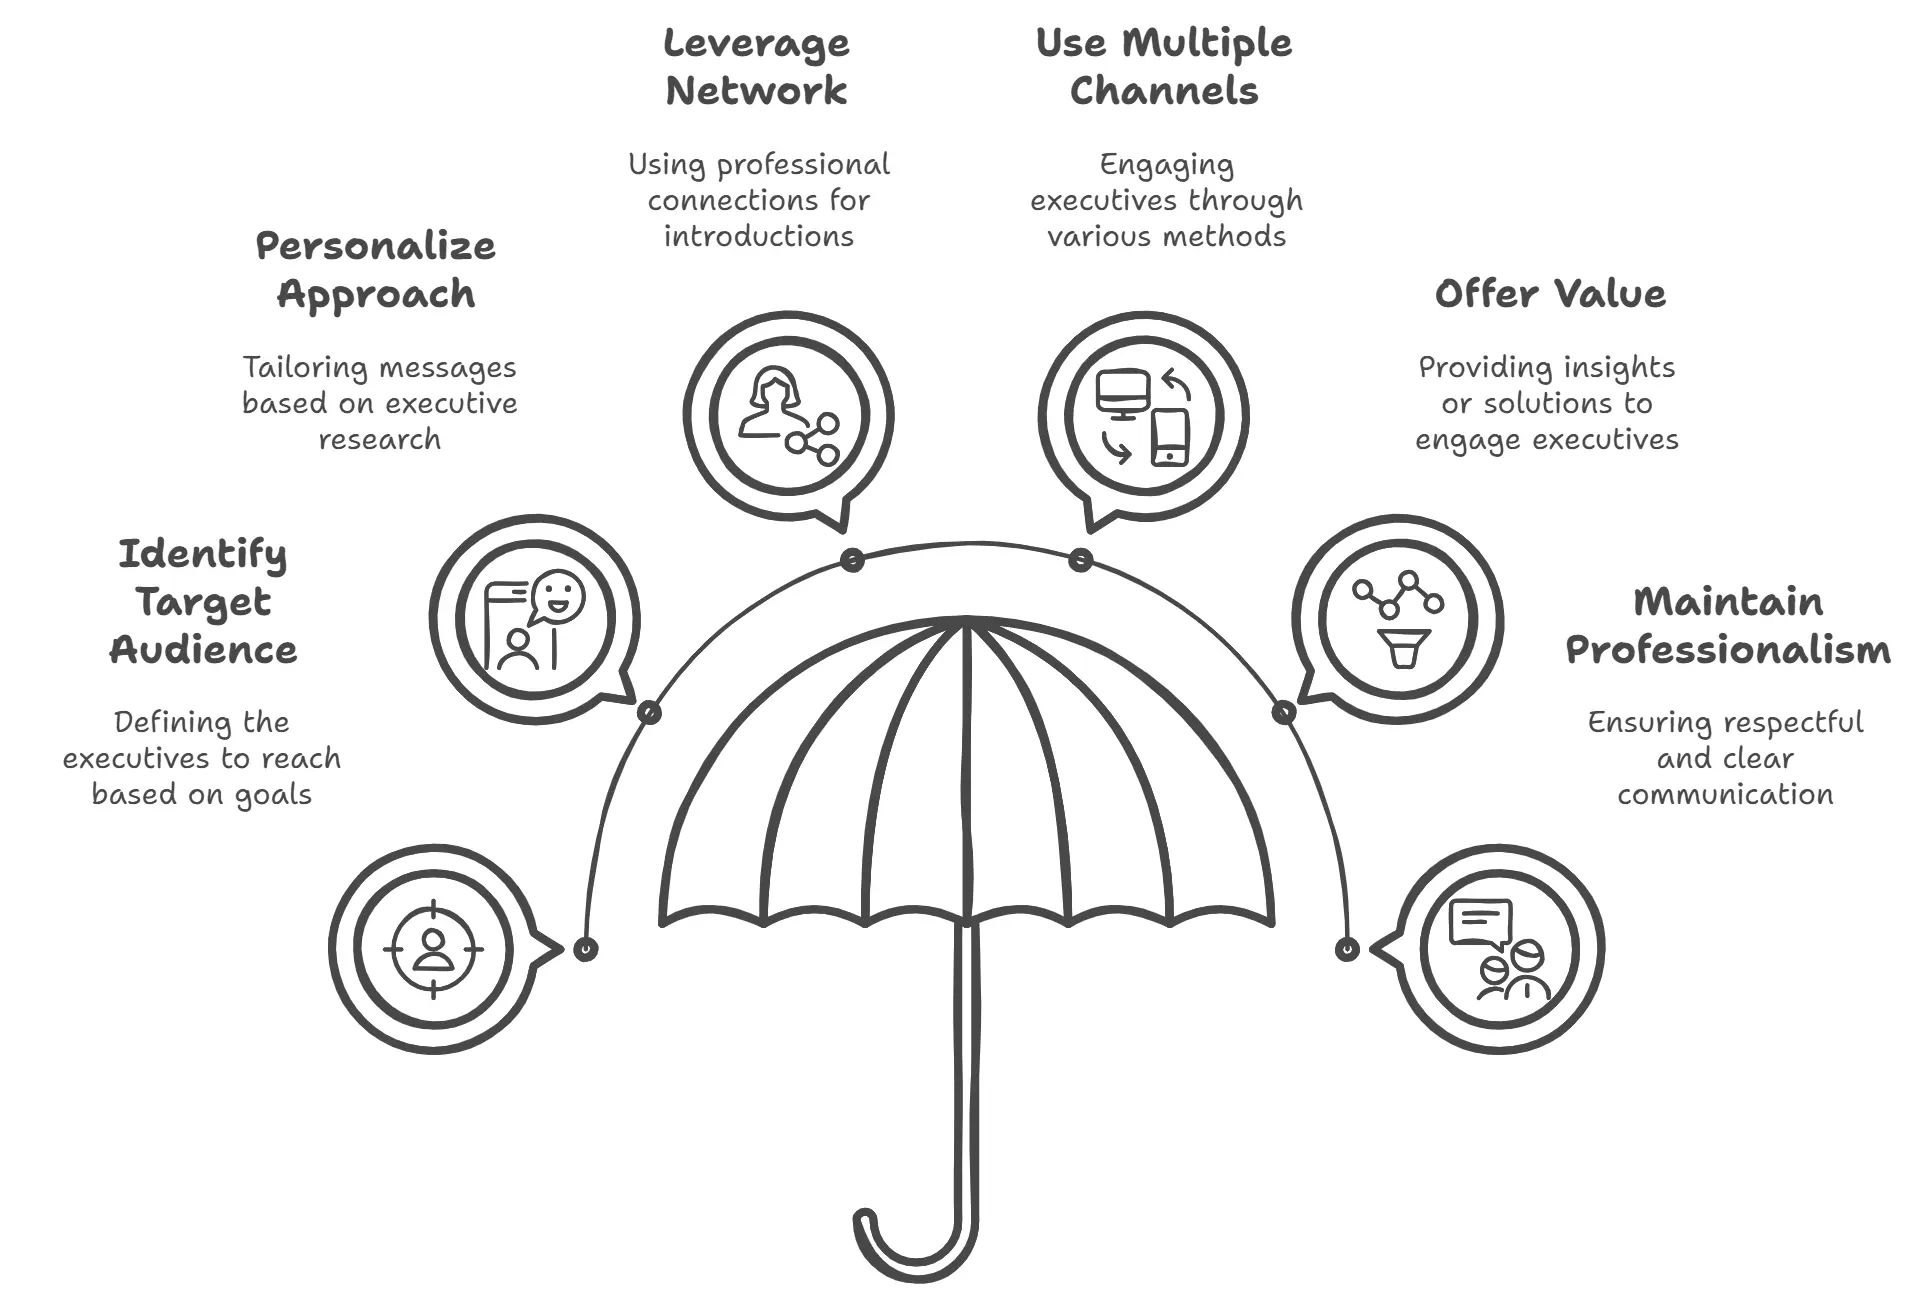 Leverage
Network
Using professional
connections for
introductions
Use Multiple
Channels
Engaging
executives through
various methods
Personalize
Approach
Tailoring messages
based on executive
research
Offer Value
Providing insights
or solutions to
engage executives
Identify
Target
Audience
Defining the
executives to reach
based on goals
Maintain
Professionalism
Ensuring respectful
and clear
communication